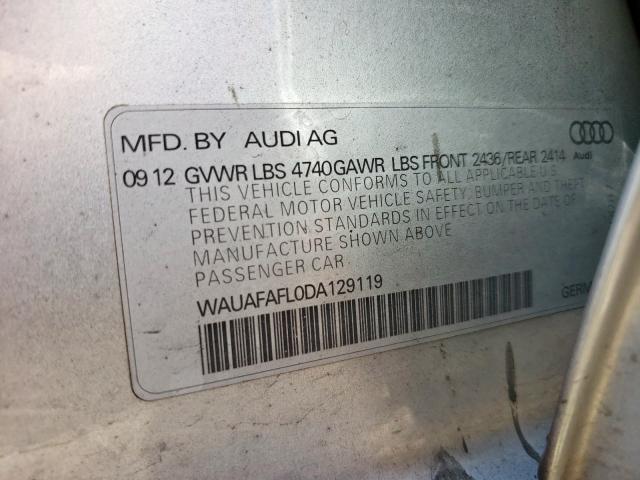 MFD. BY AUDI AG
09 12 GVWR LBS 4740GAWR LBS FRONT 2436/REAR 2414 Audi
THIS VEHICLE CONFORMS TO ALL APPLICABLE U.S.
FEDERAL MOTOR VEHICLE SAFETY, BUMPER AND THEFT
PREVENTION STANDARDS IN EFFECT ON THE DATE OF
MANUFACTURE SHOWN ABOVE
PASSENGER CAR
WAUAFAFL0DA129119